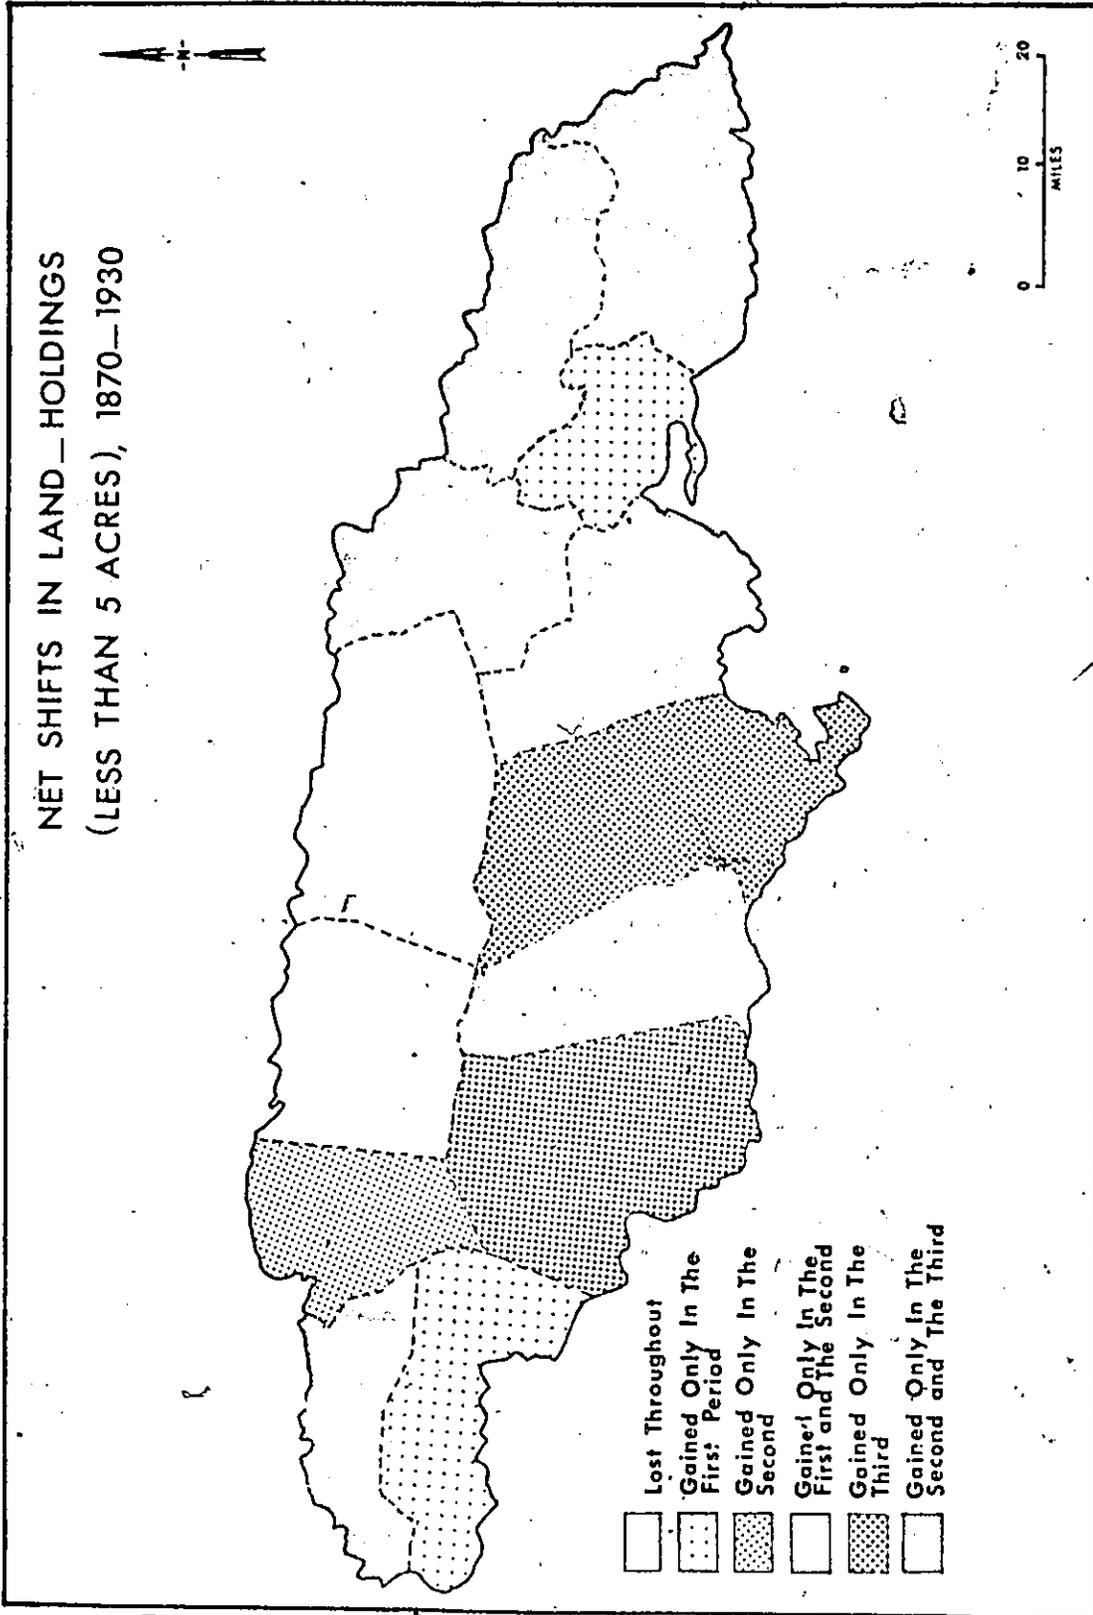 NET SHIFTS IN LAND_HOLDINGS
(LESS THAN 5 ACRES), 1870—1930
N
Lost Throughout
Gained Only In The
First Period
Gained Only In The
Second
Gained Only In The
First and The Second
Gained Only In The
Third
Gained Only In The
Second and The Third
0 10 20
MILES